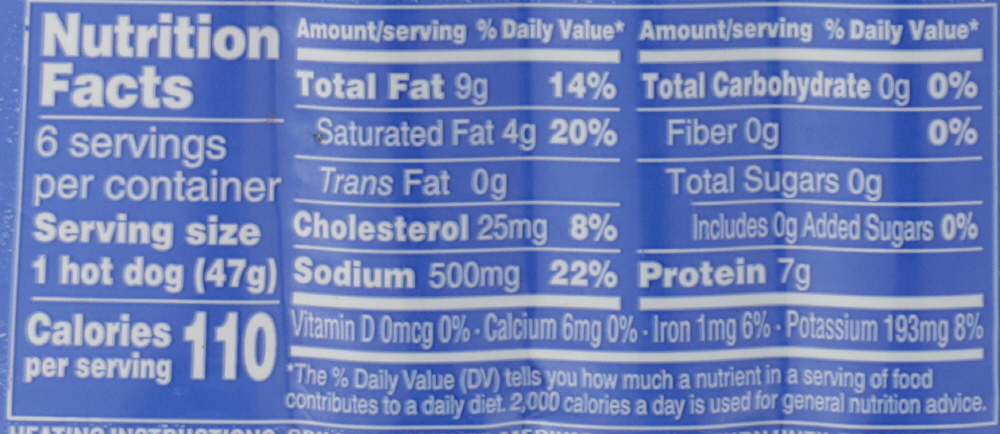 Nutrition
Facts
6 servings
per container
Serving size
1 hot dog (47g)
Calories
per serving
110
Amount/serving % Daily Value*
Total Fat 9g 14%
Saturated Fat 4g 20%
Trans Fat 0g
Cholesterol 25mg 8%
Sodium 500mg 22%
Amount/serving % Daily Value*
Total Carbohydrate 0g 0%
Fiber 0g 0%
Total Sugars 0g
Includes 0g Added Sugars 0%
Protein 7g
Vitamin D 0mcg 0% · Calcium 6mg 0% · Iron 1mg 6% · Potassium 193mg 8%
*The % Daily Value (DV) tells you how much a nutrient in a serving of food
contributes to a daily diet. 2,000 calories a day is used for general nutrition advice.
HEATING INSTRUCTIONS